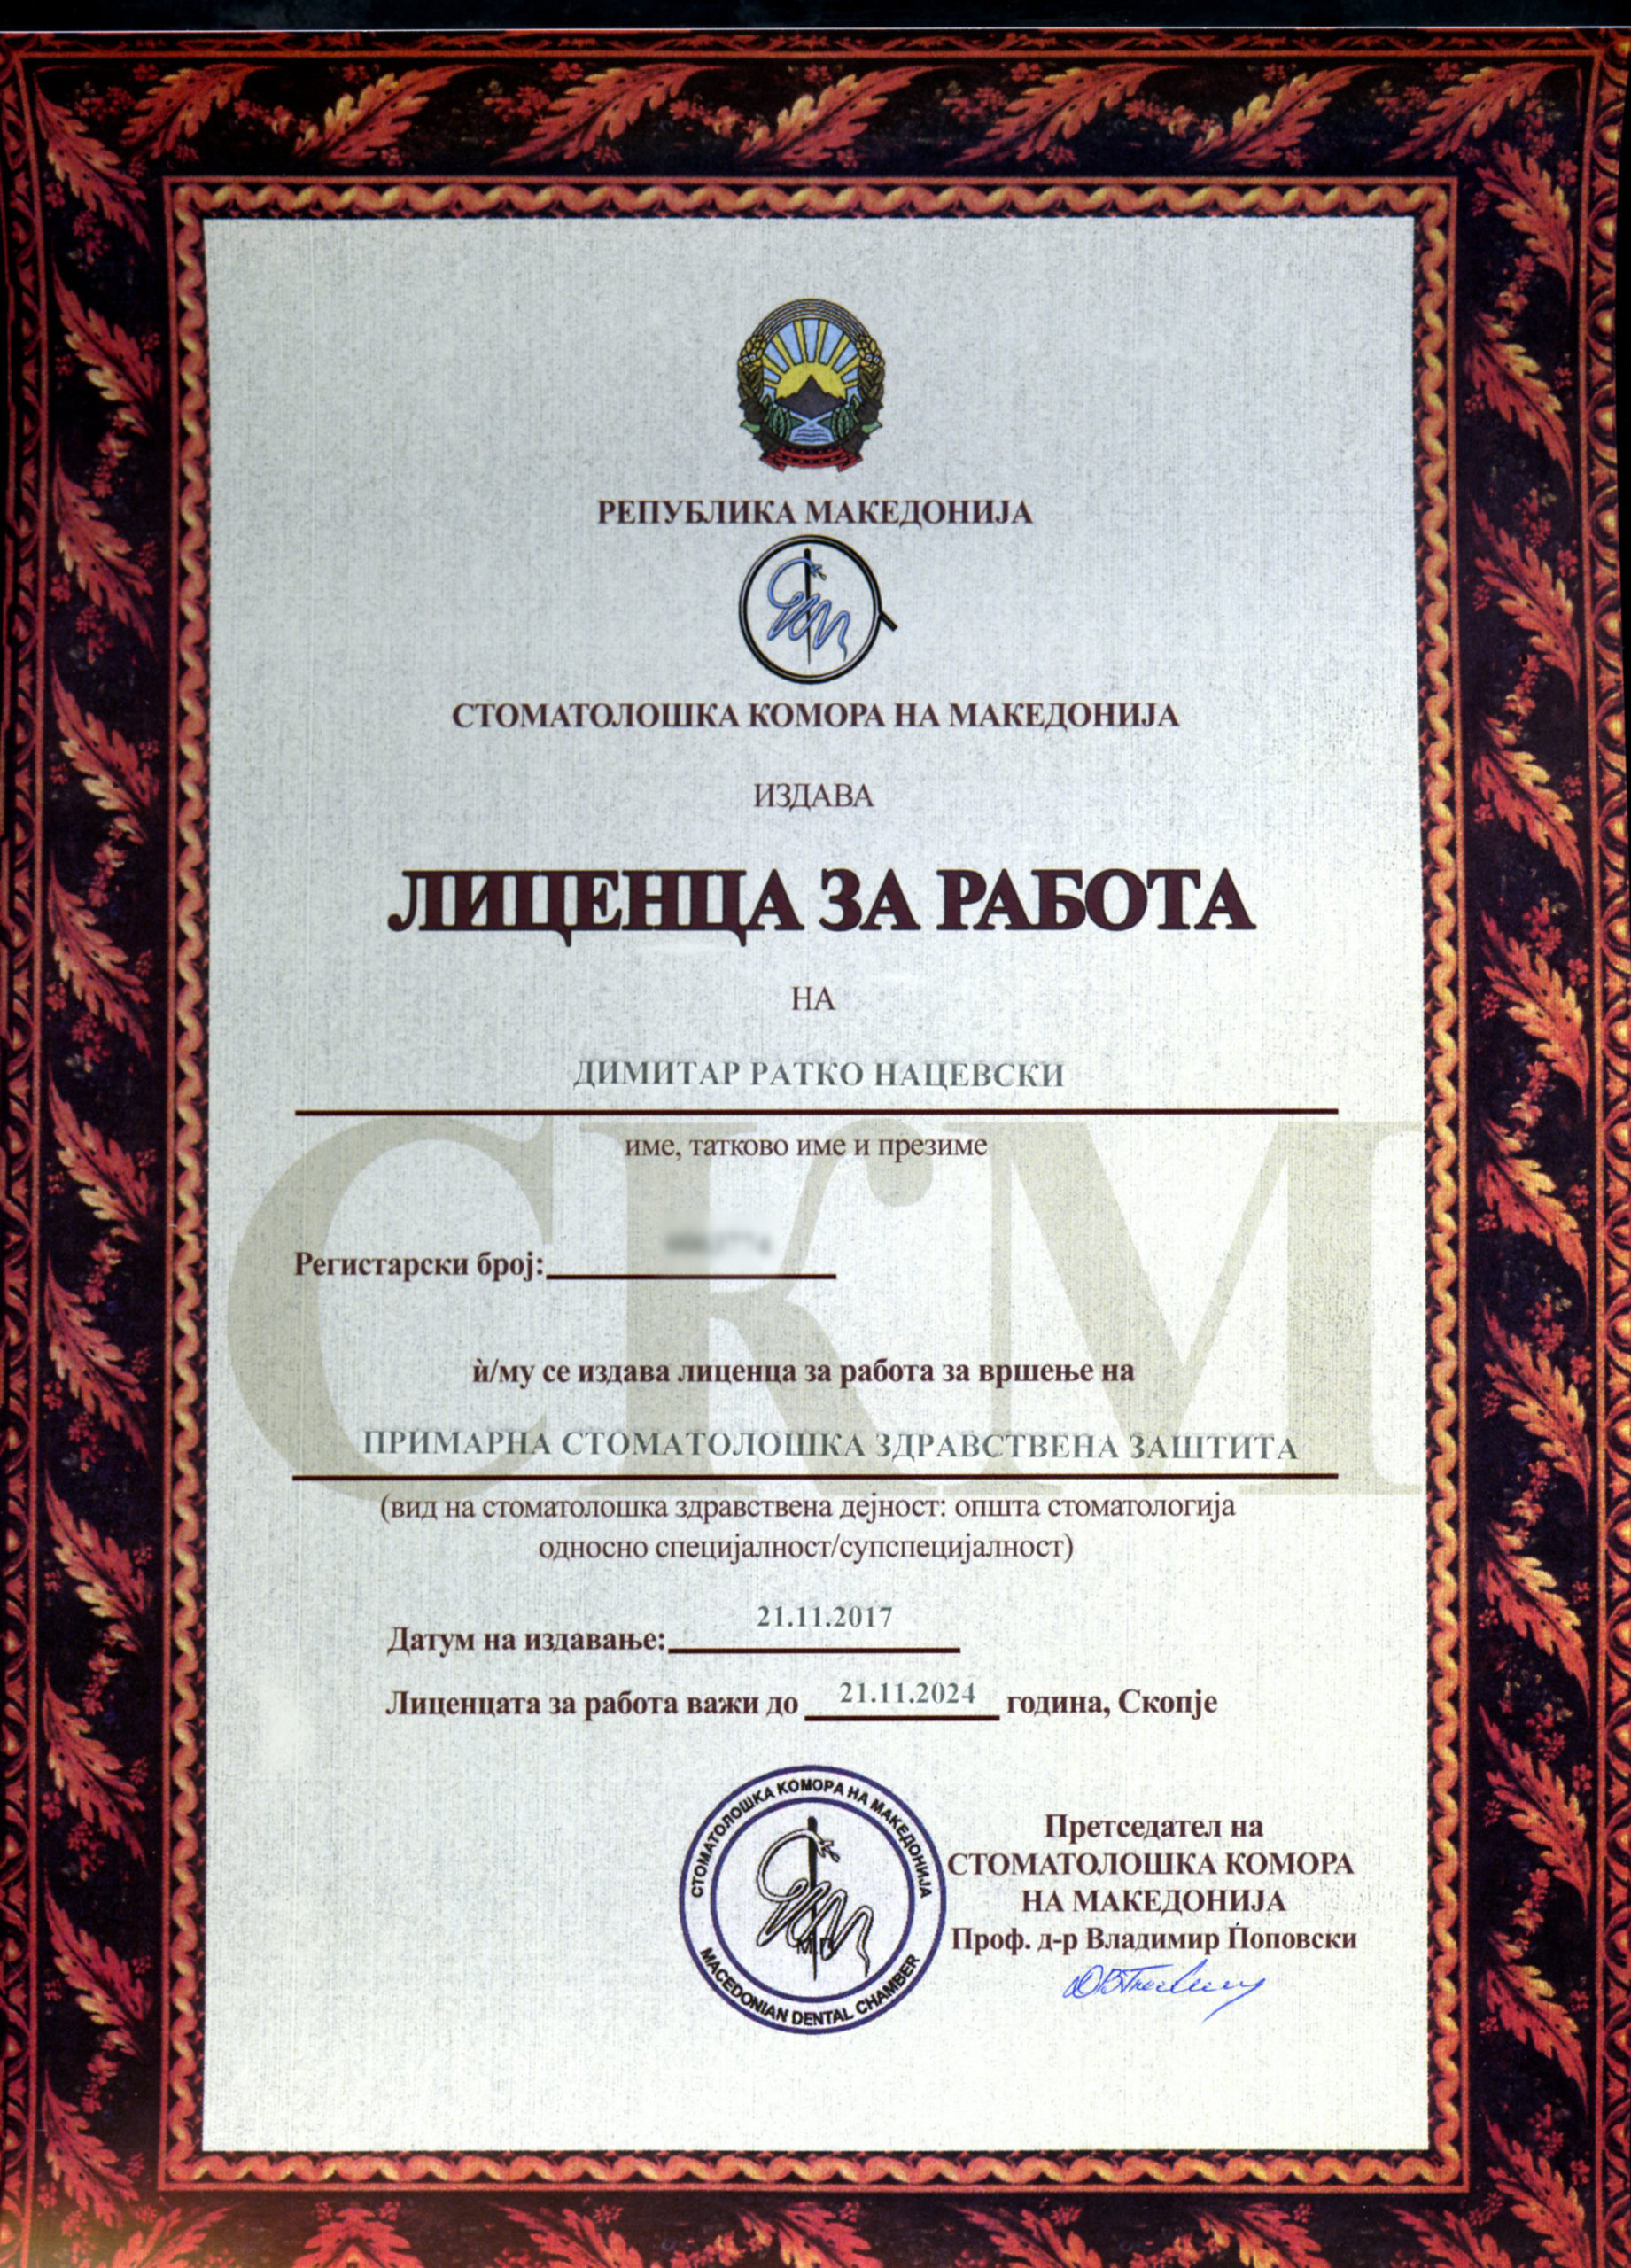 РЕПУБЛИКА МАКЕДОНИЈА
СТОМАТОЛОШКА КОМОРА НА МАКЕДОНИЈА
ИЗДАВА
ЛИЦЕНЦА ЗА РАБОТА
НА
ДИМИТАР РАТКО НАЦЕВСКИ
име, татково име и презиме
СКМ
Регистарски број:
ѝ/му се издава лиценца за работа за вршење на
ПРИМАРНА СТОМАТОЛОШКА ЗДРАВСТВЕНА ЗАШТИТА
(вид на стоматолошка здравствена дејност: општа стоматологија
односно специјалност/супспецијалност)
Датум на издавање: 21.11.2017
Лиценцата за работа важи до 21.11.2024 година, Скопје
СТОМАТОЛОШКА КОМОРА НА МАКЕДОНИЈА
MACEDONIAN DENTAL CHAMBER
Претседател на
СТОМАТОЛОШКА КОМОРА
НА МАКЕДОНИЈА
Проф. д-р Владимир Поповски